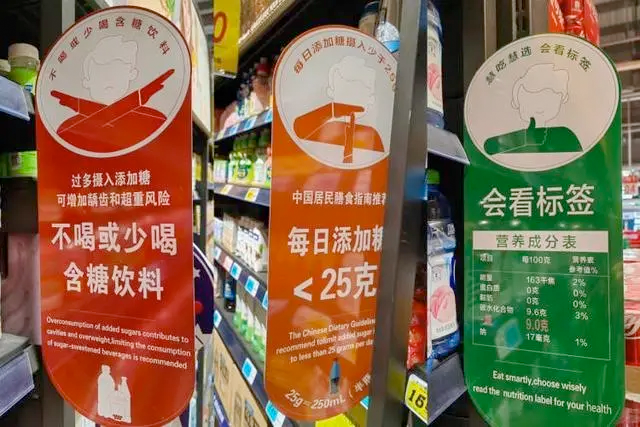 不喝或少喝含糖饮料
过多摄入添加糖
可增加龋齿和超重风险
不喝或少喝
含糖饮料
Overconsumption of added sugars contributes to
cavities and overweight,limiting the consumption
of sugar-sweetened beverages is recommended
每日添加糖摄入少于25g
中国居民膳食指南推荐
每日添加糖
<25克
The Chinese Dietary Guideline
recommend tolimit added sugar
to less than 25 grams per da
25g≈250mL
慧吃慧选 会看标签
会看标签
营养成分表
项目 每100克 营养素
参考值%
能量 163千焦 2%
蛋白质 0克 0%
脂肪 0克 0%
碳水化合物 9.6克 3%
糖 9.0克
钠 17毫克 1%
Eat smartly,choose wisely
read the nutrition label for your health